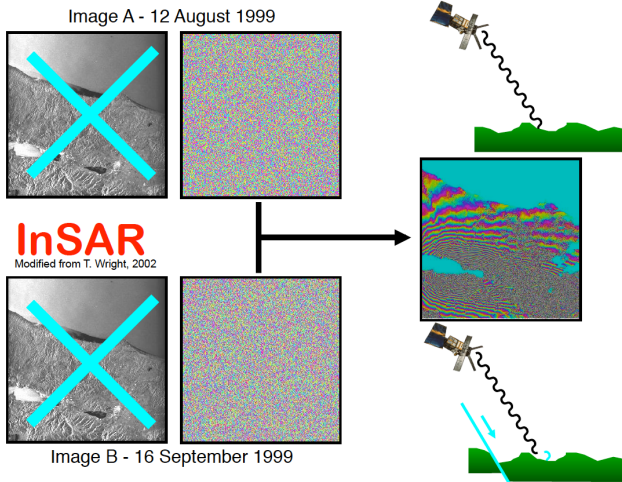 Image A - 12 August 1999
InSAR
Modified from T. Wright, 2002
Image B - 16 September 1999